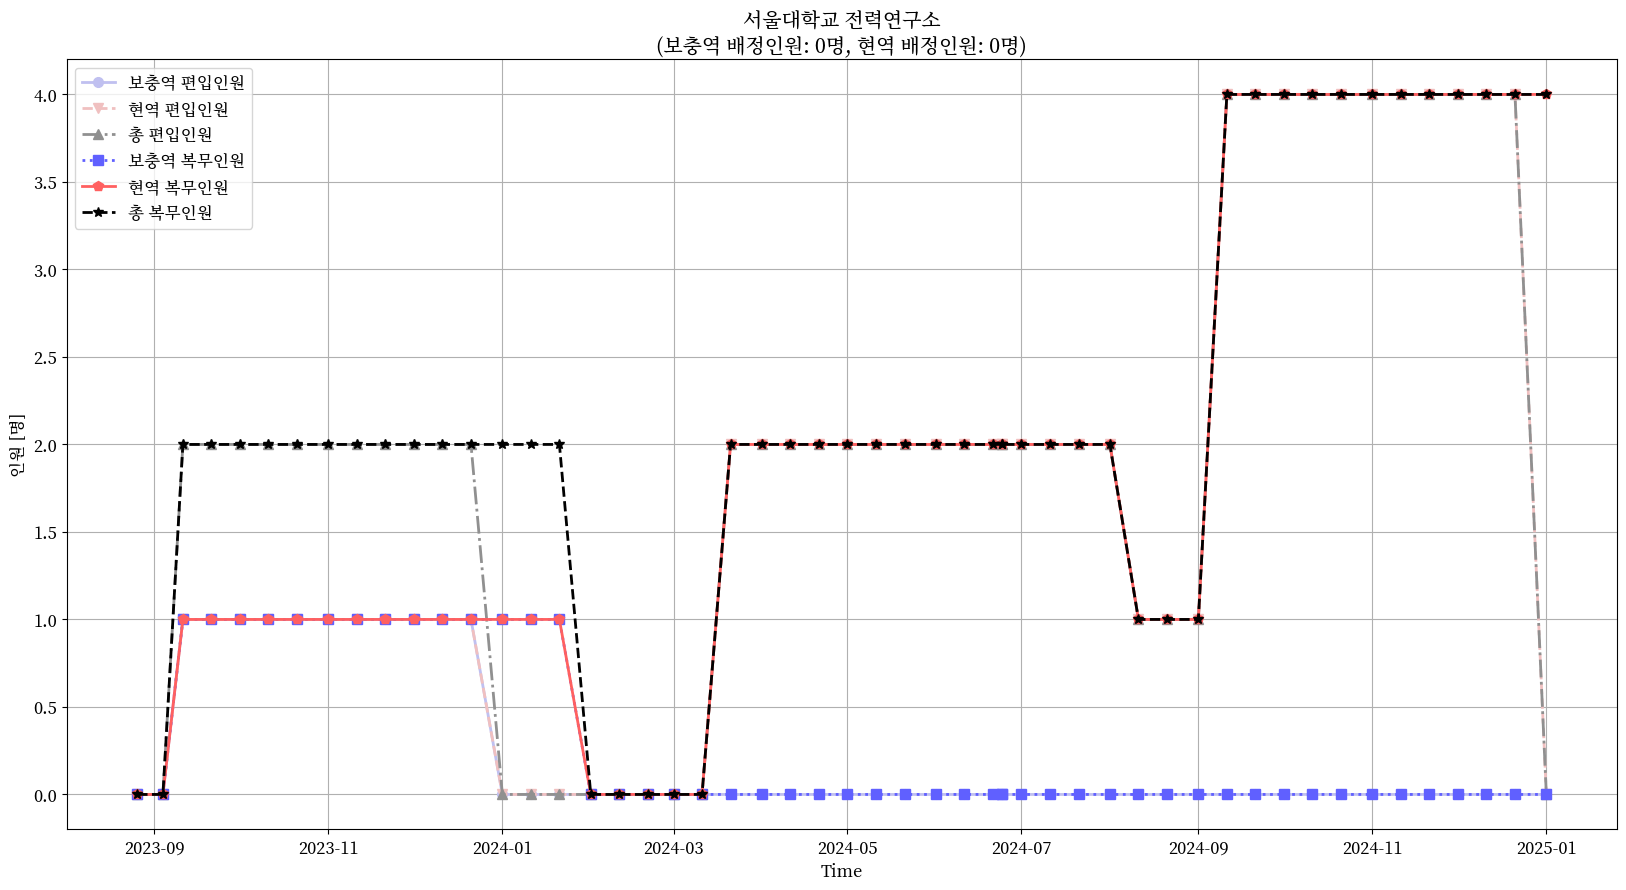 서울대학교 전력연구소
(보충역 배정인원: 0명, 현역 배정인원: 0명)
보충역 편입인원
현역 편입인원
총 편입인원
보충역 복무인원
현역 복무인원
총 복무인원
인원 [명]
4.0
3.5
3.0
2.5
2.0
1.5
1.0
0.5
0.0
2023-09 2023-11 2024-01 2024-03 2024-05 2024-07 2024-09 2024-11 2025-01
Time